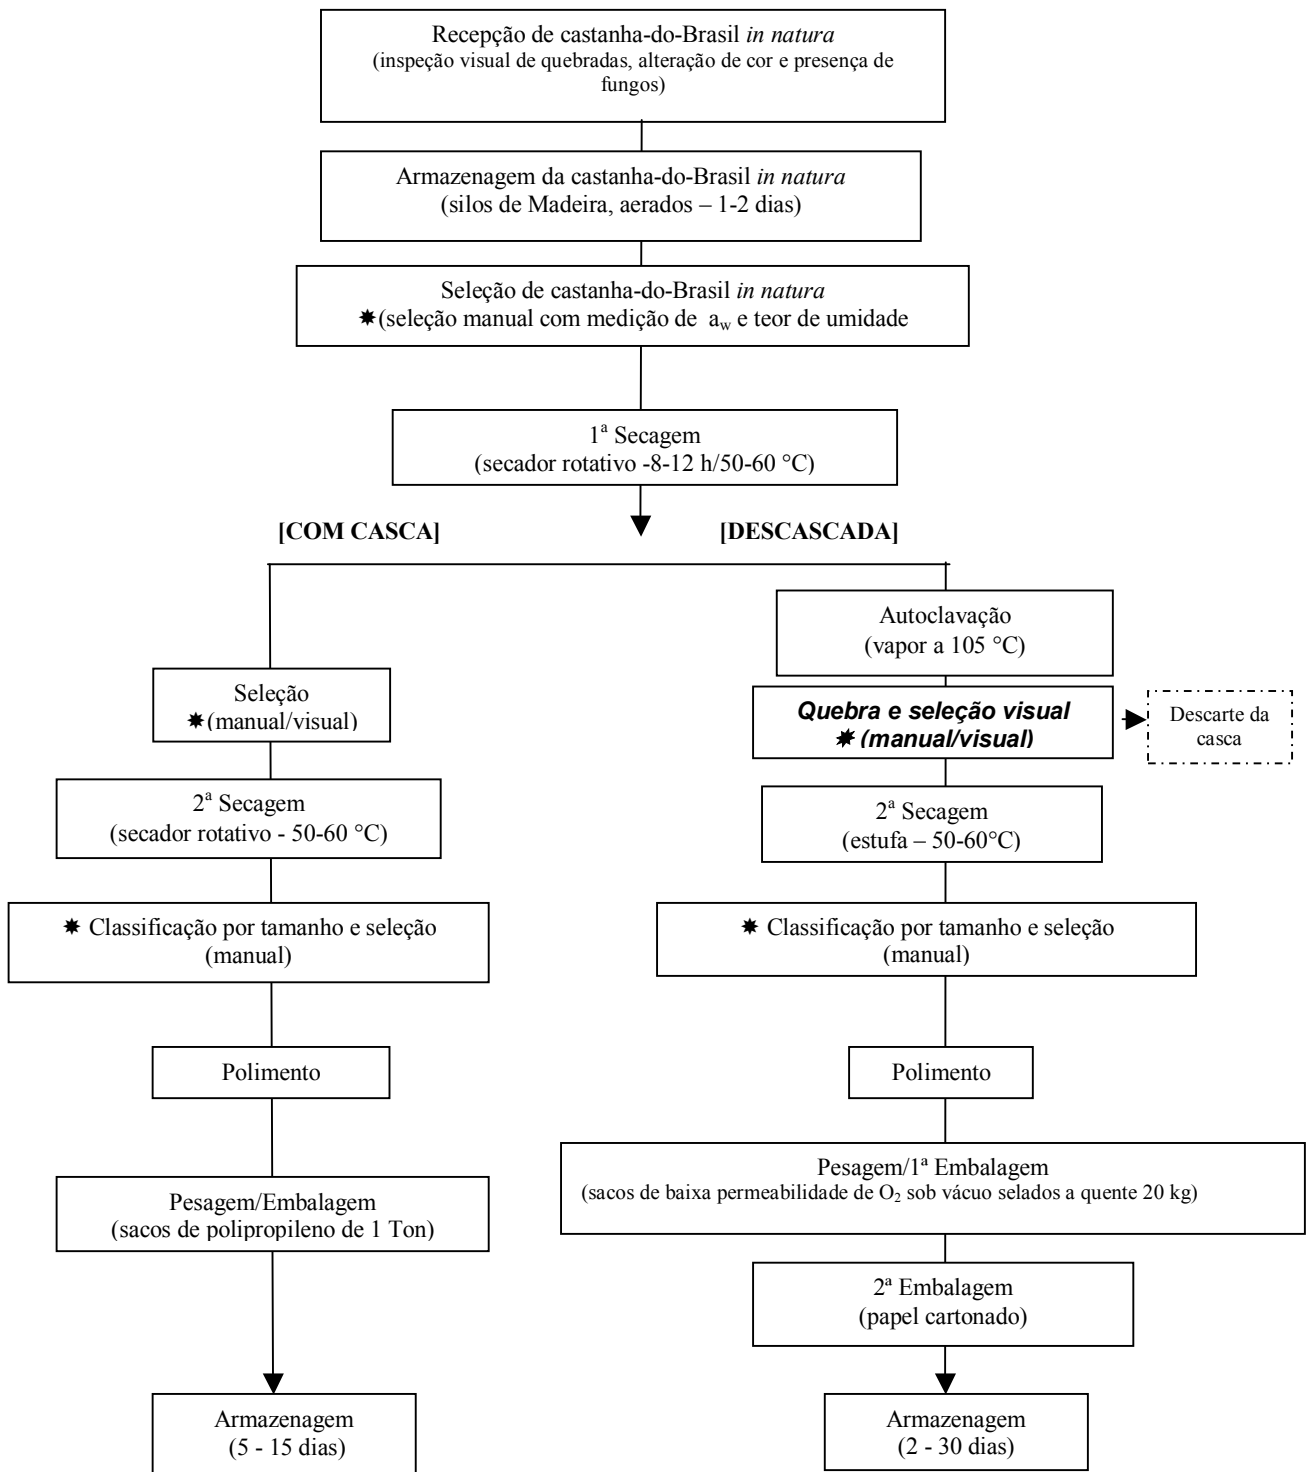 Recepção de castanha-do-Brasil in natura
(inspeção visual de quebradas, alteração de cor e presença de
fungos)
Armazenagem da castanha-do-Brasil in natura
(silos de Madeira, aerados – 1-2 dias)
Seleção de castanha-do-Brasil in natura
✸(seleção manual com medição de a_w e teor de umidade
1ª Secagem
(secador rotativo -8-12 h/50-60 °C)
[COM CASCA]
[DESCASCADA]
Seleção
✸(manual/visual)
2ª Secagem
(secador rotativo - 50-60 °C)
✸ Classificação por tamanho e seleção
(manual)
Polimento
Pesagem/Embalagem
(sacos de polipropileno de 1 Ton)
Armazenagem
(5 - 15 dias)
Autoclavação
(vapor a 105 °C)
Quebra e seleção visual
✸ (manual/visual)
Descarte da
casca
2ª Secagem
(estufa – 50-60°C)
✸ Classificação por tamanho e seleção
(manual)
Polimento
Pesagem/1ª Embalagem
(sacos de baixa permeabilidade de O₂ sob vácuo selados a quente 20 kg)
2ª Embalagem
(papel cartonado)
Armazenagem
(2 - 30 dias)